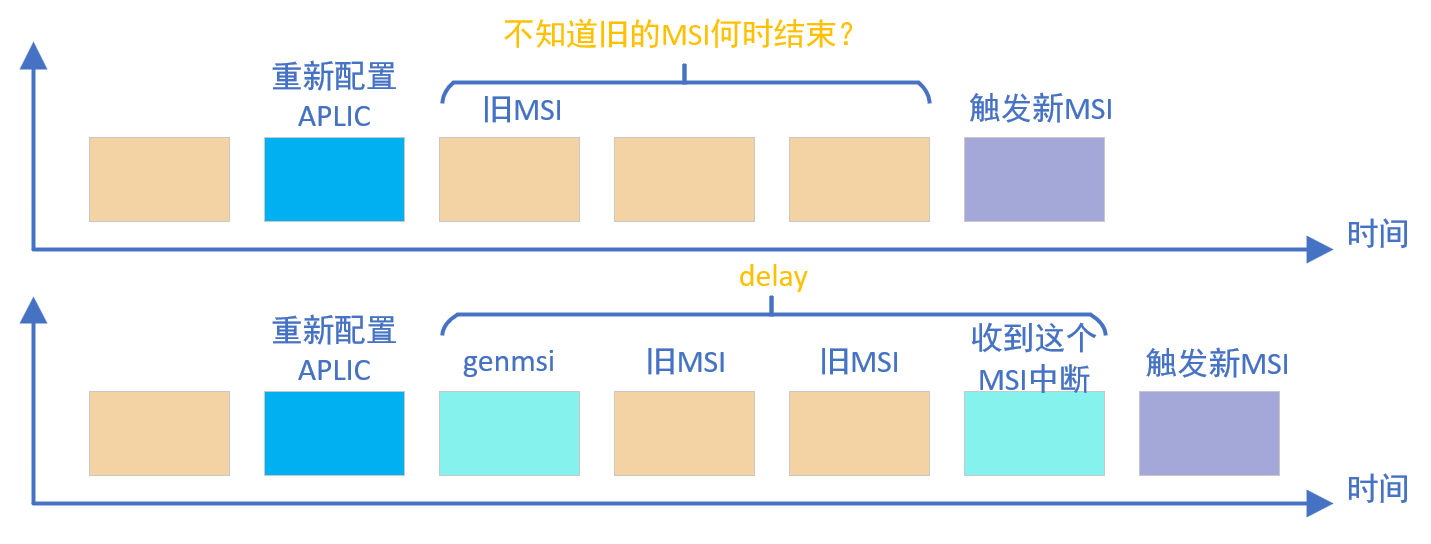 不知道旧的MSI何时结束？
重新配置
APLIC
旧MSI
触发新MSI
时间
delay
重新配置
APLIC
genmsi
旧MSI
旧MSI
收到这个
MSI中断
触发新MSI
时间